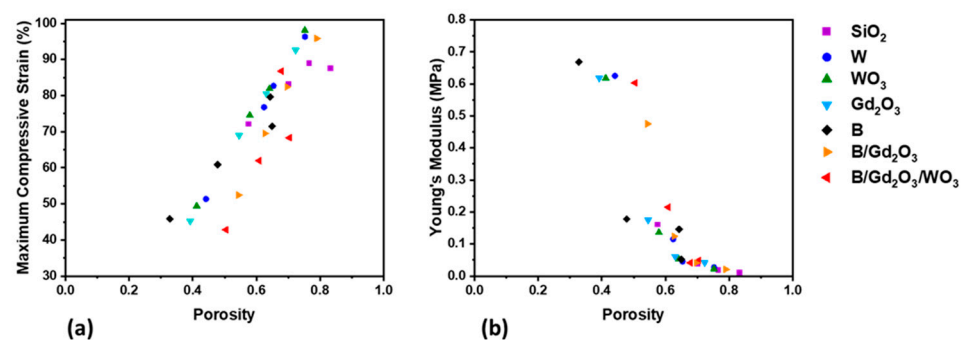 Maximum Compressive Strain (%)
100
90
80
70
60
50
40
30
0.0 0.2 0.4 0.6 0.8 1.0
Porosity
(a)
Young's Modulus (MPa)
0.8
0.7
0.6
0.5
0.4
0.3
0.2
0.1
0.0
0.0 0.2 0.4 0.6 0.8 1.0
Porosity
(b)
SiO₂
W
WO₃
Gd₂O₃
B
B/Gd₂O₃
B/Gd₂O₃/WO₃